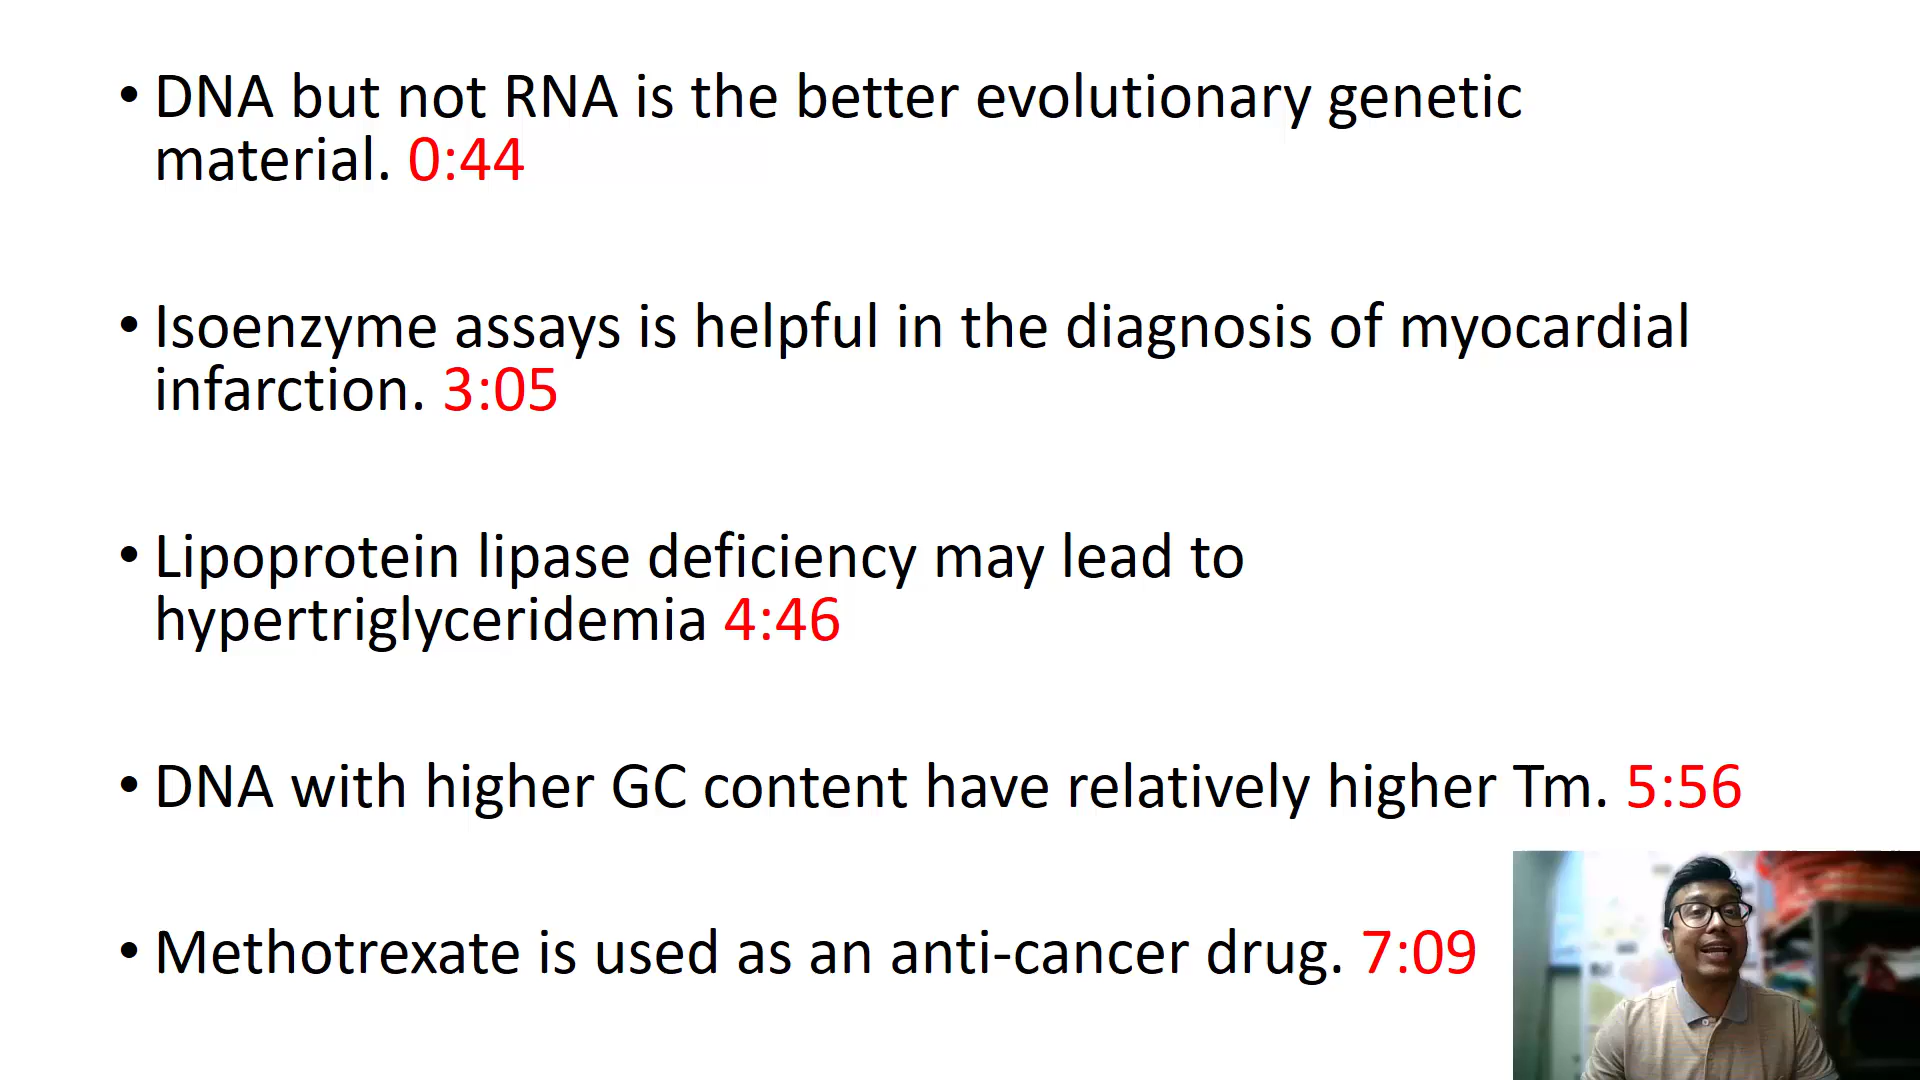 • DNA but not RNA is the better evolutionary genetic
material. 0:44
• Isoenzyme assays is helpful in the diagnosis of myocardial
infarction. 3:05
• Lipoprotein lipase deficiency may lead to
hypertriglyceridemia 4:46
• DNA with higher GC content have relatively higher Tm. 5:56
• Methotrexate is used as an anti-cancer drug. 7:09